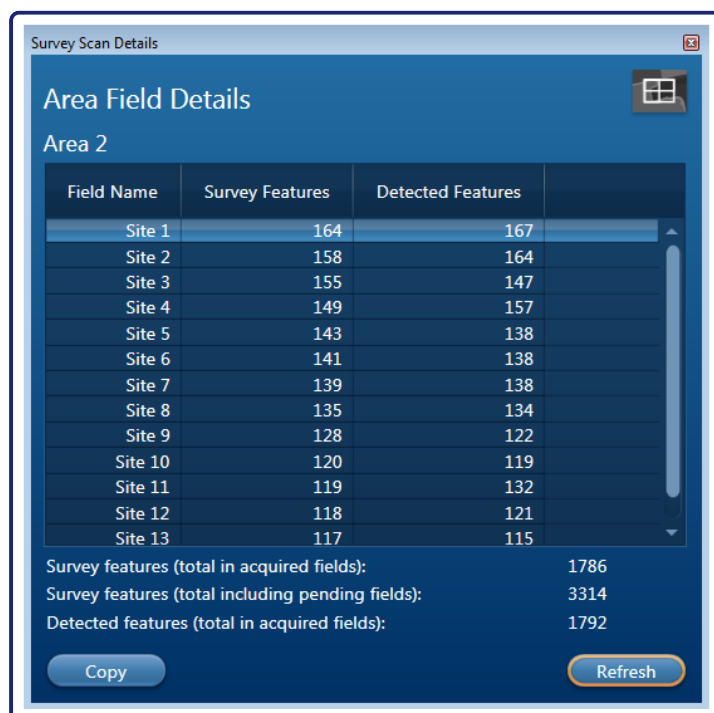 Survey Scan Details
Area Field Details
Area 2
Field Name Survey Features Detected Features
Site 1 164 167
Site 2 158 164
Site 3 155 147
Site 4 149 157
Site 5 143 138
Site 6 141 138
Site 7 139 138
Site 8 135 134
Site 9 128 122
Site 10 120 119
Site 11 119 132
Site 12 118 121
Site 13 117 115
Survey features (total in acquired fields): 1786
Survey features (total including pending fields): 3314
Detected features (total in acquired fields): 1792
Copy Refresh